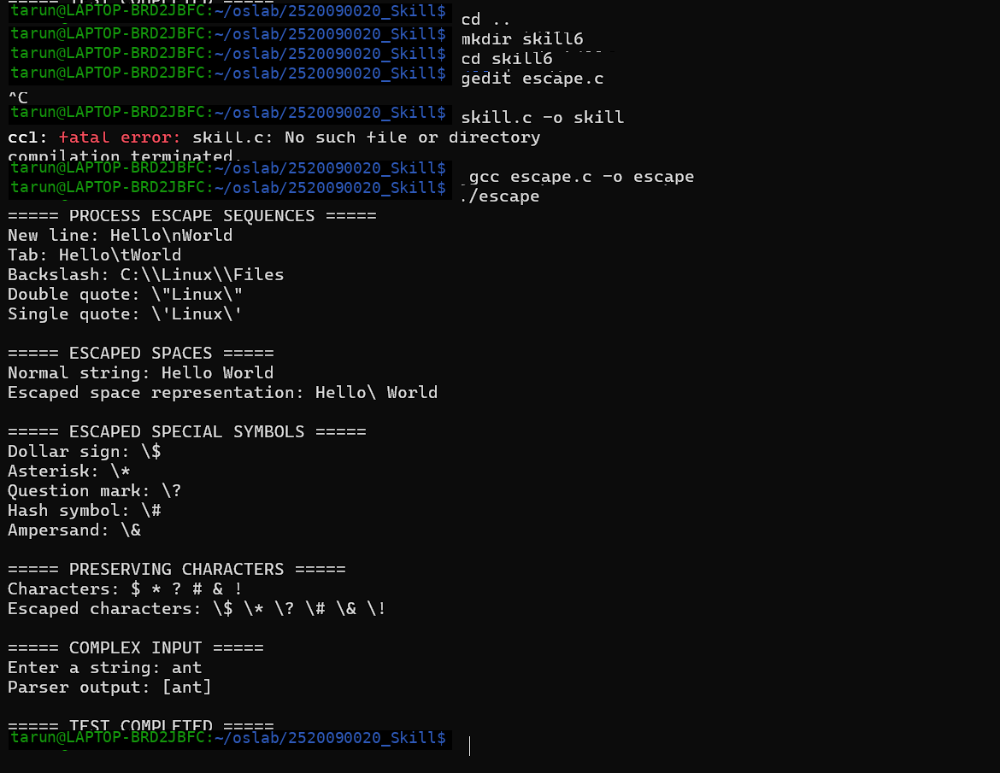 ===== TEST COMPLETED =====
tarun@LAPTOP-BRD2JBFC:~/oslab/2520090020_Skill$ cd ..
tarun@LAPTOP-BRD2JBFC:~/oslab/2520090020_Skill$ mkdir skill6
tarun@LAPTOP-BRD2JBFC:~/oslab/2520090020_Skill$ cd skill6
tarun@LAPTOP-BRD2JBFC:~/oslab/2520090020_Skill$ gedit escape.c
^C
tarun@LAPTOP-BRD2JBFC:~/oslab/2520090020_Skill$ skill.c -o skill
cc1: fatal error: skill.c: No such file or directory
compilation terminated.
tarun@LAPTOP-BRD2JBFC:~/oslab/2520090020_Skill$ gcc escape.c -o escape
tarun@LAPTOP-BRD2JBFC:~/oslab/2520090020_Skill$ ./escape
===== PROCESS ESCAPE SEQUENCES =====
New line: Hello\nWorld
Tab: Hello\tWorld
Backslash: C:\\Linux\\Files
Double quote: \"Linux\"
Single quote: \'Linux\'
===== ESCAPED SPACES =====
Normal string: Hello World
Escaped space representation: Hello\ World
===== ESCAPED SPECIAL SYMBOLS =====
Dollar sign: \$
Asterisk: \*
Question mark: \?
Hash symbol: \#
Ampersand: \&
===== PRESERVING CHARACTERS =====
Characters: $ * ? # & !
Escaped characters: \$ \* \? \# \& \!
===== COMPLEX INPUT =====
Enter a string: ant
Parser output: [ant]
===== TEST COMPLETED =====
tarun@LAPTOP-BRD2JBFC:~/oslab/2520090020_Skill$